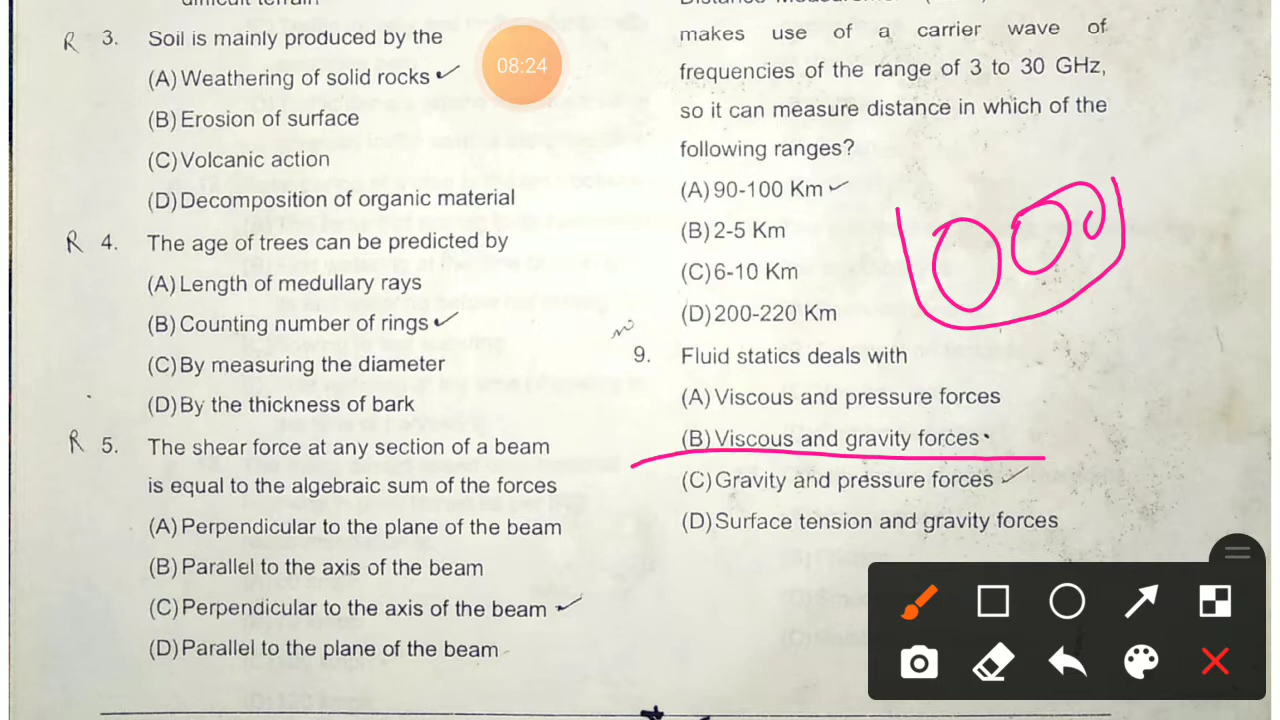 R 3. Soil is mainly produced by the
(A) Weathering of solid rocks
(B) Erosion of surface
(C) Volcanic action
(D) Decomposition of organic material
R 4. The age of trees can be predicted by
(A) Length of medullary rays
(B) Counting number of rings
(C) By measuring the diameter
(D) By the thickness of bark
R 5. The shear force at any section of a beam
is equal to the algebraic sum of the forces
(A) Perpendicular to the plane of the beam
(B) Parallel to the axis of the beam
(C) Perpendicular to the axis of the beam
(D) Parallel to the plane of the beam
08:24
makes use of a carrier wave of
frequencies of the range of 3 to 30 GHz,
so it can measure distance in which of the
following ranges?
(A) 90-100 Km
(B) 2-5 Km
(C) 6-10 Km
(D) 200-220 Km
9. Fluid statics deals with
(A) Viscous and pressure forces
(B) Viscous and gravity forces
(C) Gravity and pressure forces
(D) Surface tension and gravity forces